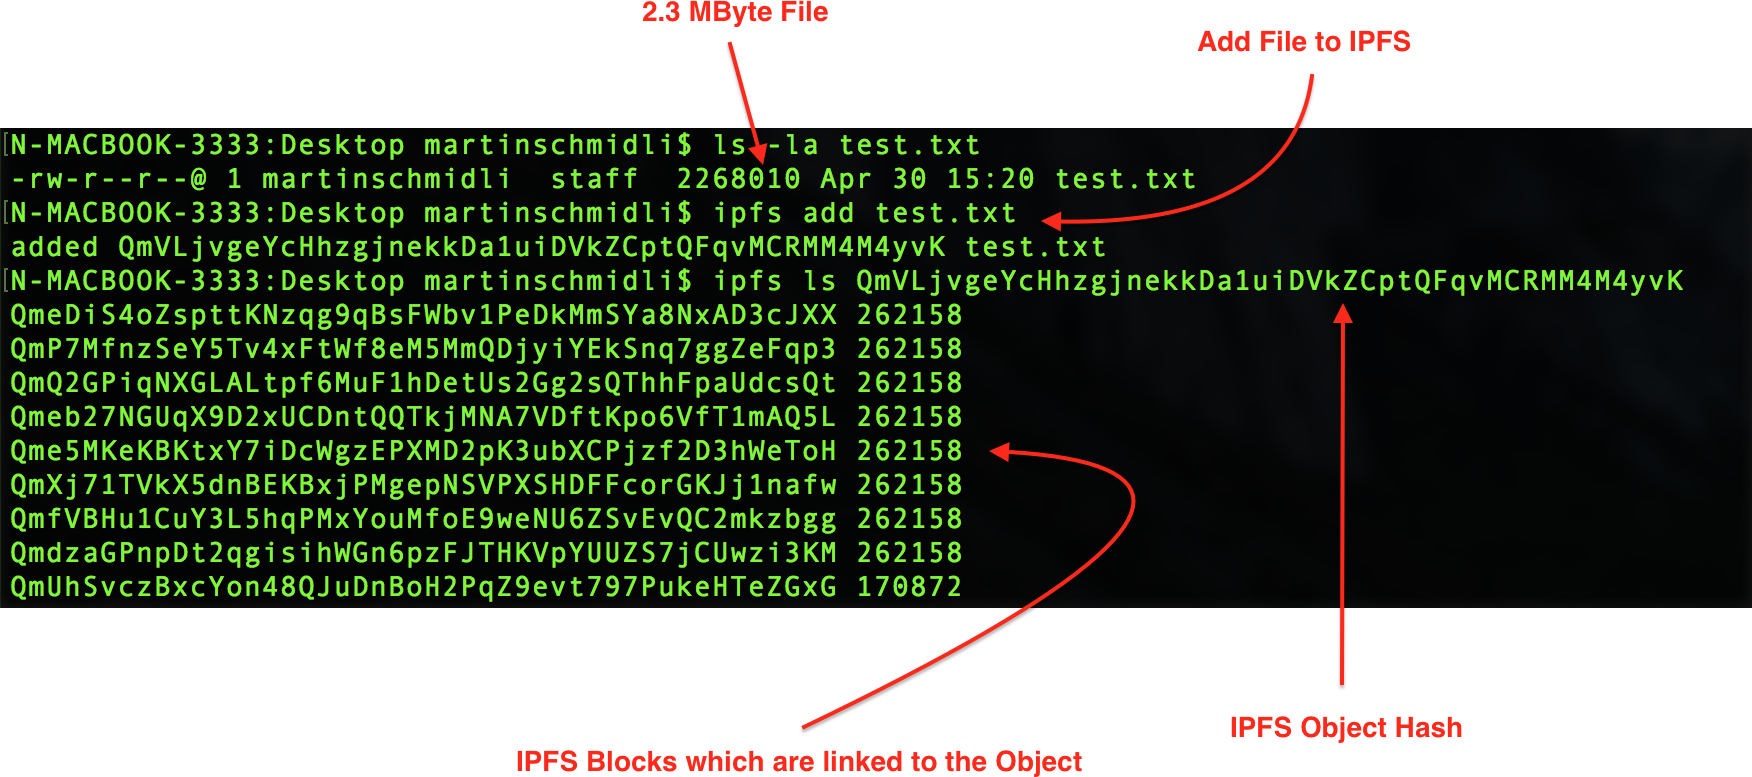 2.3 MByte File
Add File to IPFS
[N-MACBOOK-3333:Desktop martinschmidli$ ls -la test.txt
-rw-r--r--@ 1 martinschmidli  staff  2268010 Apr 30 15:20 test.txt
[N-MACBOOK-3333:Desktop martinschmidli$ ipfs add test.txt
added QmVLjvgeYcHhzgjnekkDa1uiDVkZCptQFqvMCRMM4M4yvK test.txt
[N-MACBOOK-3333:Desktop martinschmidli$ ipfs ls QmVLjvgeYcHhzgjnekkDa1uiDVkZCptQFqvMCRMM4M4yvK
QmeDiS4oZspttKNzqg9qBsFWbv1PeDkMmSYa8NxAD3cJXX 262158
QmP7MfnzSeY5Tv4xFtWf8eM5MmQDjyiYEkSnq7ggZeFqp3 262158
QmQ2GPiqNXGLALtpf6MuF1hDetUs2Gg2sQThhFpaUdcsQt 262158
Qmeb27NGUqX9D2xUCDntQQTkjMNA7VDftKpo6VfT1mAQ5L 262158
Qme5MKeKBKtxY7iDcWgzEPXMD2pK3ubXCPjzf2D3hWeToH 262158
QmXj71TVkX5dnBEKBxjPMgepNSVPXSHDFFcorGKJj1nafw 262158
QmfVBHu1CuY3L5hqPMxYouMfoE9weNU6ZSvEvQC2mkzbgg 262158
QmdzaGPnpDt2qgisihWGn6pzFJTHKVpYUUZS7jCUwzi3KM 262158
QmUhSvczBxcYon48QJuDnBoH2PqZ9evt797PukeHTeZGxG 170872
IPFS Object Hash
IPFS Blocks which are linked to the Object